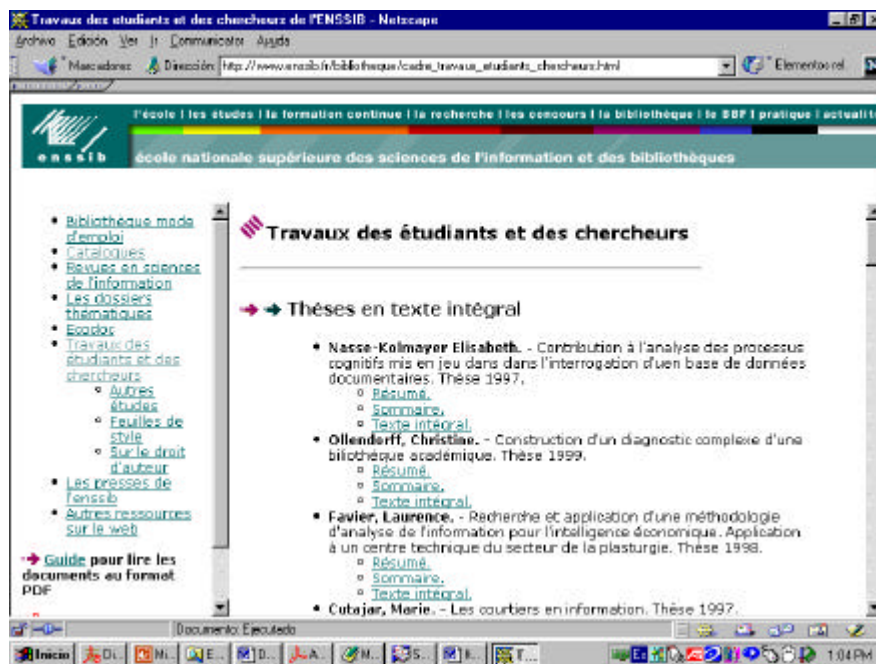 Travaux des etudiants et des chercheurs de l'ENSSIB - Netscape
Archivo Edición Ver Ir Communicator Ayuda
Marcadores Dirección: http://www.enssib.fr/bibliotheque/cadre_travaux_etudiants_chercheurs.html Elementos rel.
l'école | les études | la formation continue | la recherche | les concours | la bibliothèque | le BBF | pratique | actualité
enssib
école nationale supérieure des sciences de l'information et des bibliothèques
Bibliothèque mode
d'emploi
Catalogues
Revues en sciences
de l'information
Les dossiers
thématiques
Ecodoc
Travaux des
étudiants et des
chercheurs
Autres
études
Feuilles de
style
Sur le droit
d'auteur
Les presses de
l'enssib
Autres ressources
sur le web
Guide pour lire les
documents au format
PDF
Travaux des étudiants et des chercheurs
Thèses en texte intégral
Nasse-Kolmayer Elisabeth. - Contribution à l'analyse des processus
cognitifs mis en jeu dans dans l'interrogation d'uen base de données
documentaires. Thèse 1997.
Résumé.
Sommaire.
Texte intégral.
Ollendorff, Christine. - Construction d'un diagnostic complexe d'une
biliothèque académique. Thèse 1999.
Résumé.
Sommaire.
Texte intégral.
Favier, Laurence. - Recherche et application d'une méthodologie
d'analyse de l'information pour l'intelligence économique. Application
à un centre technique du secteur de la plasturgie. Thèse 1998.
Résumé.
Sommaire.
Texte intégral.
Cutajar, Marie. - Les courtiers en information. Thèse 1997.
Documento: Ejecutado
Inicio Di.. Mi.. E.. D.. A.. M.. S.. T... 1:04 PM